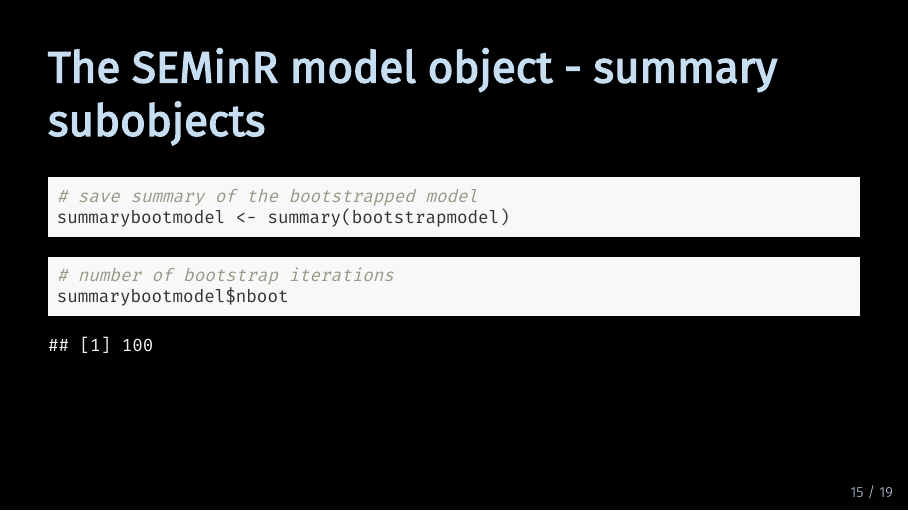 The SEMinR model object - summary
subobjects
# save summary of the bootstrapped model
summarybootmodel <- summary(bootstrapmodel)
# number of bootstrap iterations
summarybootmodel$nboot
## [1] 100
15 / 19